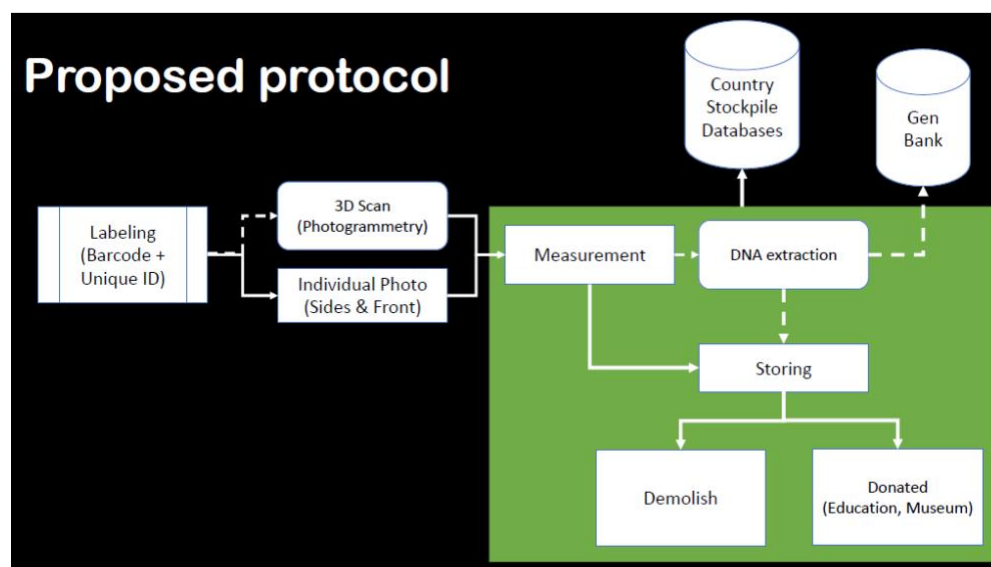 Proposed protocol
Country
Stockpile
Databases
Gen
Bank
Labeling
(Barcode +
Unique ID)
3D Scan
(Photogrammetry)
Individual Photo
(Sides & Front)
Measurement
DNA extraction
Storing
Demolish
Donated
(Education, Museum)